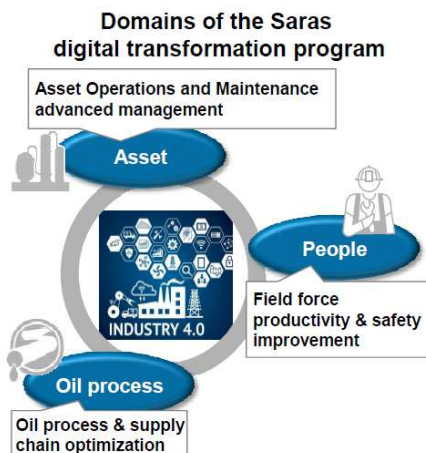 Domains of the Saras
digital transformation program
Asset Operations and Maintenance
advanced management
Asset
People
Field force
productivity & safety
improvement
INDUSTRY 4.0
Oil process
Oil process & supply
chain optimization